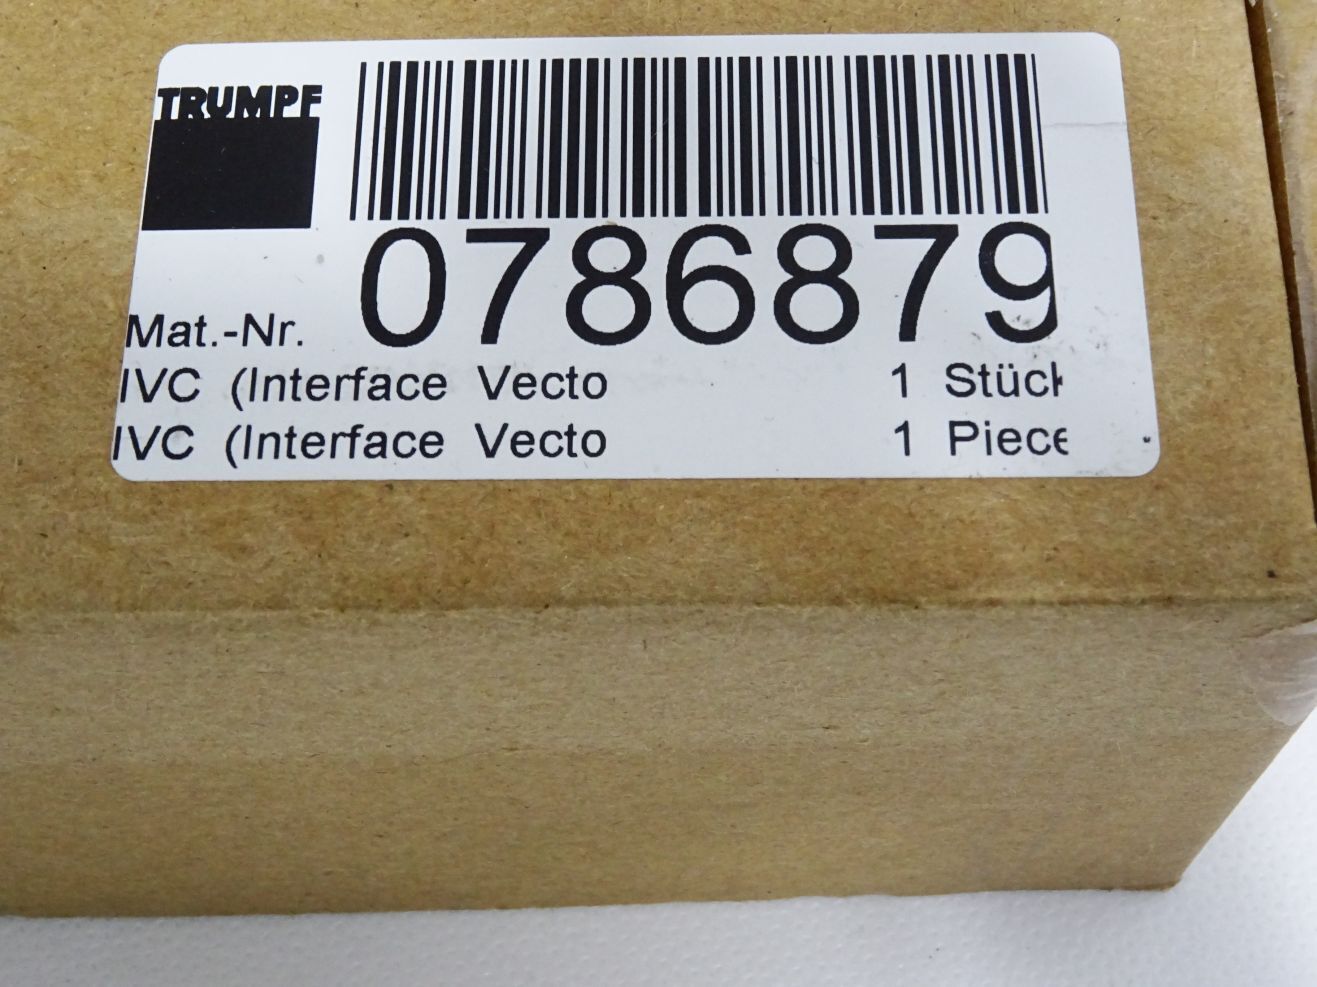 TRUMPF
Mat.-Nr. 0786879
IVC (Interface Vecto 1 Stück
IVC (Interface Vecto 1 Piece